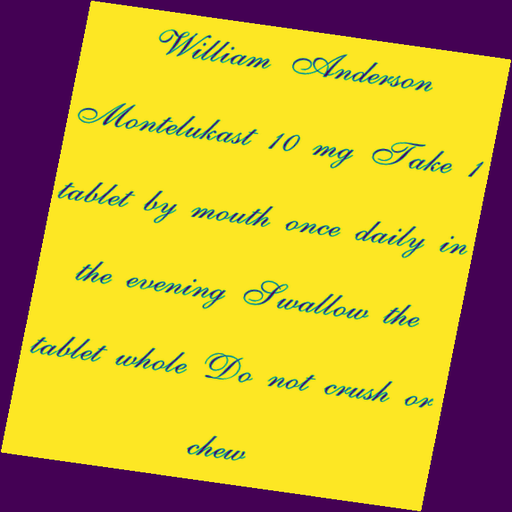 William Anderson
Montelukast 10 mg Take 1
tablet by mouth once daily in
the evening Swallow the
tablet whole Do not crush or
chew